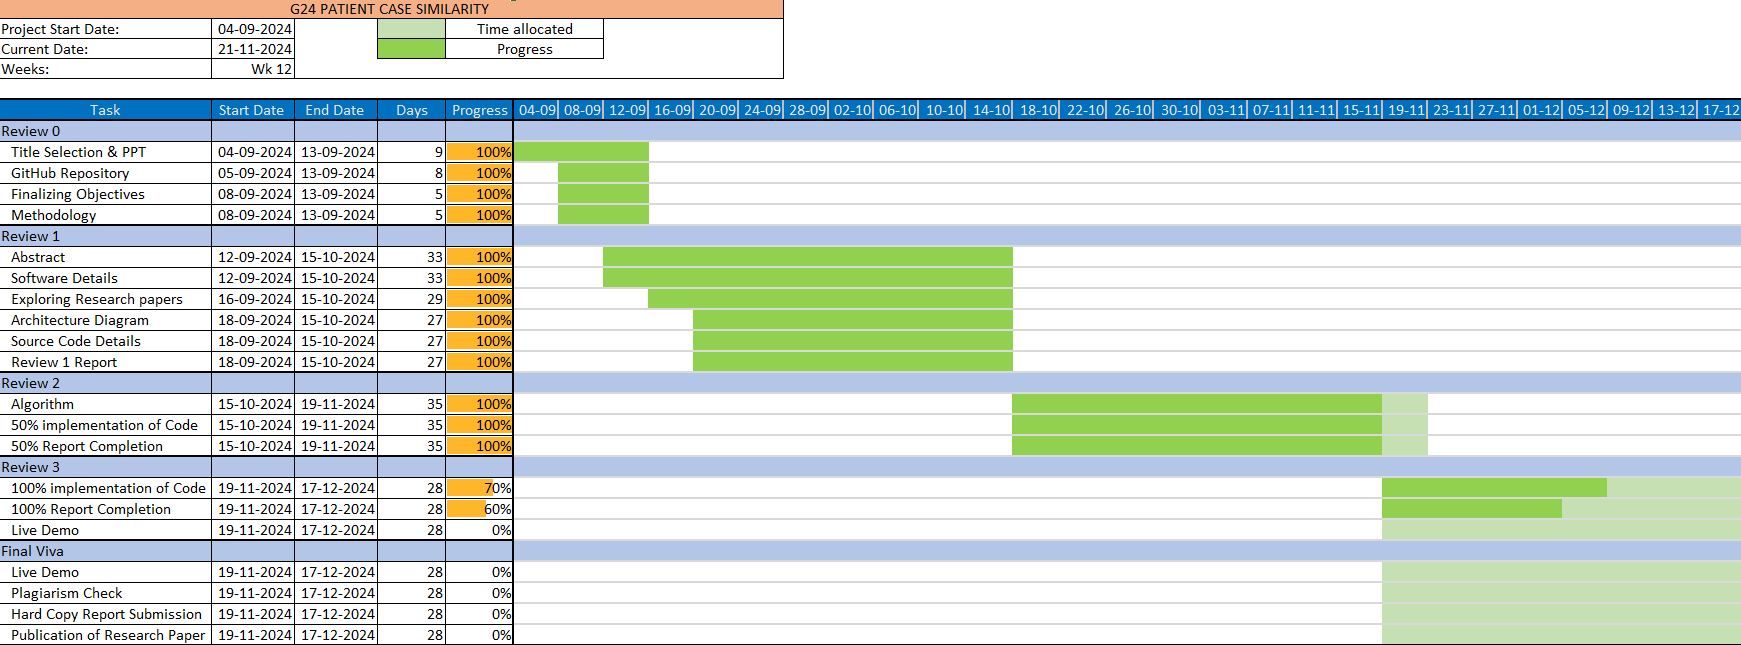 G24 PATIENT CASE SIMILARITY
Project Start Date: 04-09-2024 Time allocated
Current Date: 21-11-2024 Progress
Weeks: Wk 12
Task Start Date End Date Days Progress 04-09 08-09 12-09 16-09 20-09 24-09 28-09 02-10 06-10 10-10 14-10 18-10 22-10 26-10 30-10 03-11 07-11 11-11 15-11 19-11 23-11 27-11 01-12 05-12 09-12 13-12 17-12
Review 0
Title Selection & PPT 04-09-2024 13-09-2024 9 100%
GitHub Repository 05-09-2024 13-09-2024 8 100%
Finalizing Objectives 08-09-2024 13-09-2024 5 100%
Methodology 08-09-2024 13-09-2024 5 100%
Review 1
Abstract 12-09-2024 15-10-2024 33 100%
Software Details 12-09-2024 15-10-2024 33 100%
Exploring Research papers 16-09-2024 15-10-2024 29 100%
Architecture Diagram 18-09-2024 15-10-2024 27 100%
Source Code Details 18-09-2024 15-10-2024 27 100%
Review 1 Report 18-09-2024 15-10-2024 27 100%
Review 2
Algorithm 15-10-2024 19-11-2024 35 100%
50% implementation of Code 15-10-2024 19-11-2024 35 100%
50% Report Completion 15-10-2024 19-11-2024 35 100%
Review 3
100% implementation of Code 19-11-2024 17-12-2024 28 70%
100% Report Completion 19-11-2024 17-12-2024 28 60%
Live Demo 19-11-2024 17-12-2024 28 0%
Final Viva
Live Demo 19-11-2024 17-12-2024 28 0%
Plagiarism Check 19-11-2024 17-12-2024 28 0%
Hard Copy Report Submission 19-11-2024 17-12-2024 28 0%
Publication of Research Paper 19-11-2024 17-12-2024 28 0%